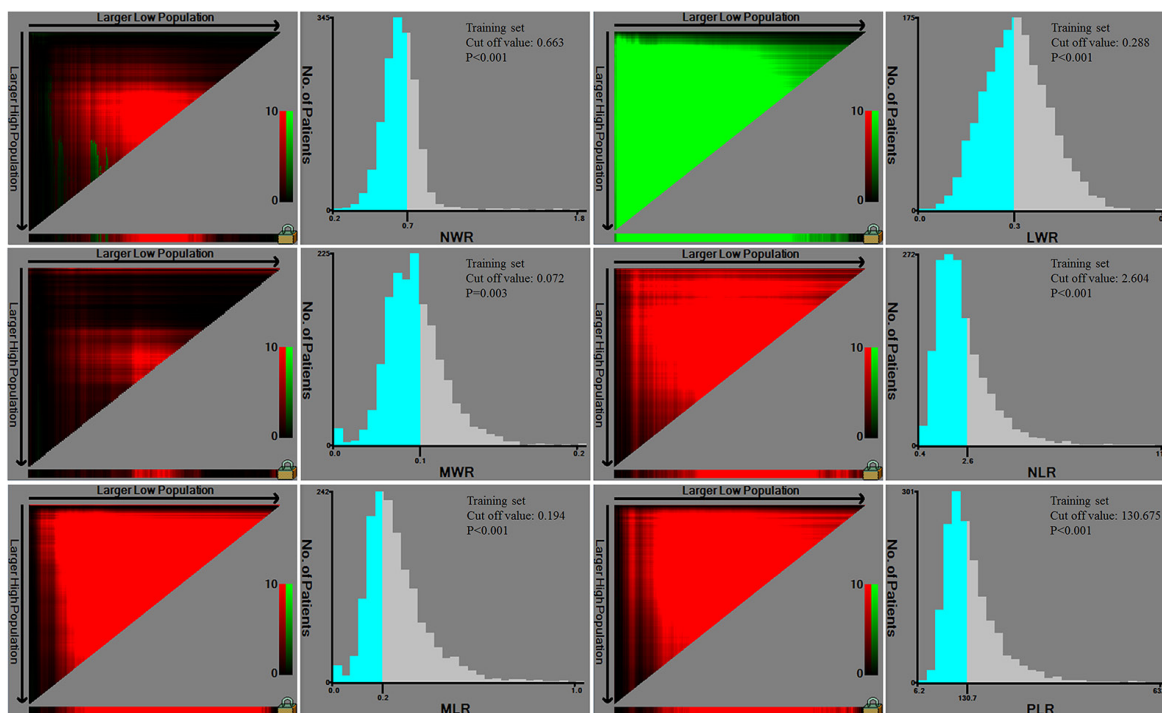 Larger Low Population
Larger High Population
10
0
No. of Patients
345
0
0.2
0.7
1.8
NWR
Training set
Cut off value: 0.663
P<0.001
Larger Low Population
Larger High Population
10
0
No. of Patients
175
0
0.0
0.3
LWR
Training set
Cut off value: 0.288
P<0.001
Larger Low Population
Larger High Population
10
0
No. of Patients
225
0
0.0
0.1
0.2
MWR
Training set
Cut off value: 0.072
P=0.003
Larger Low Population
Larger High Population
10
0
No. of Patients
272
0
0.4
2.6
11
NLR
Training set
Cut off value: 2.604
P<0.001
Larger Low Population
Larger High Population
10
0
No. of Patients
242
0
0.0
0.2
1.0
MLR
Training set
Cut off value: 0.194
P<0.001
Larger Low Population
Larger High Population
10
0
No. of Patients
301
0
6.2
130.7
63
PLR
Training set
Cut off value: 130.675
P<0.001